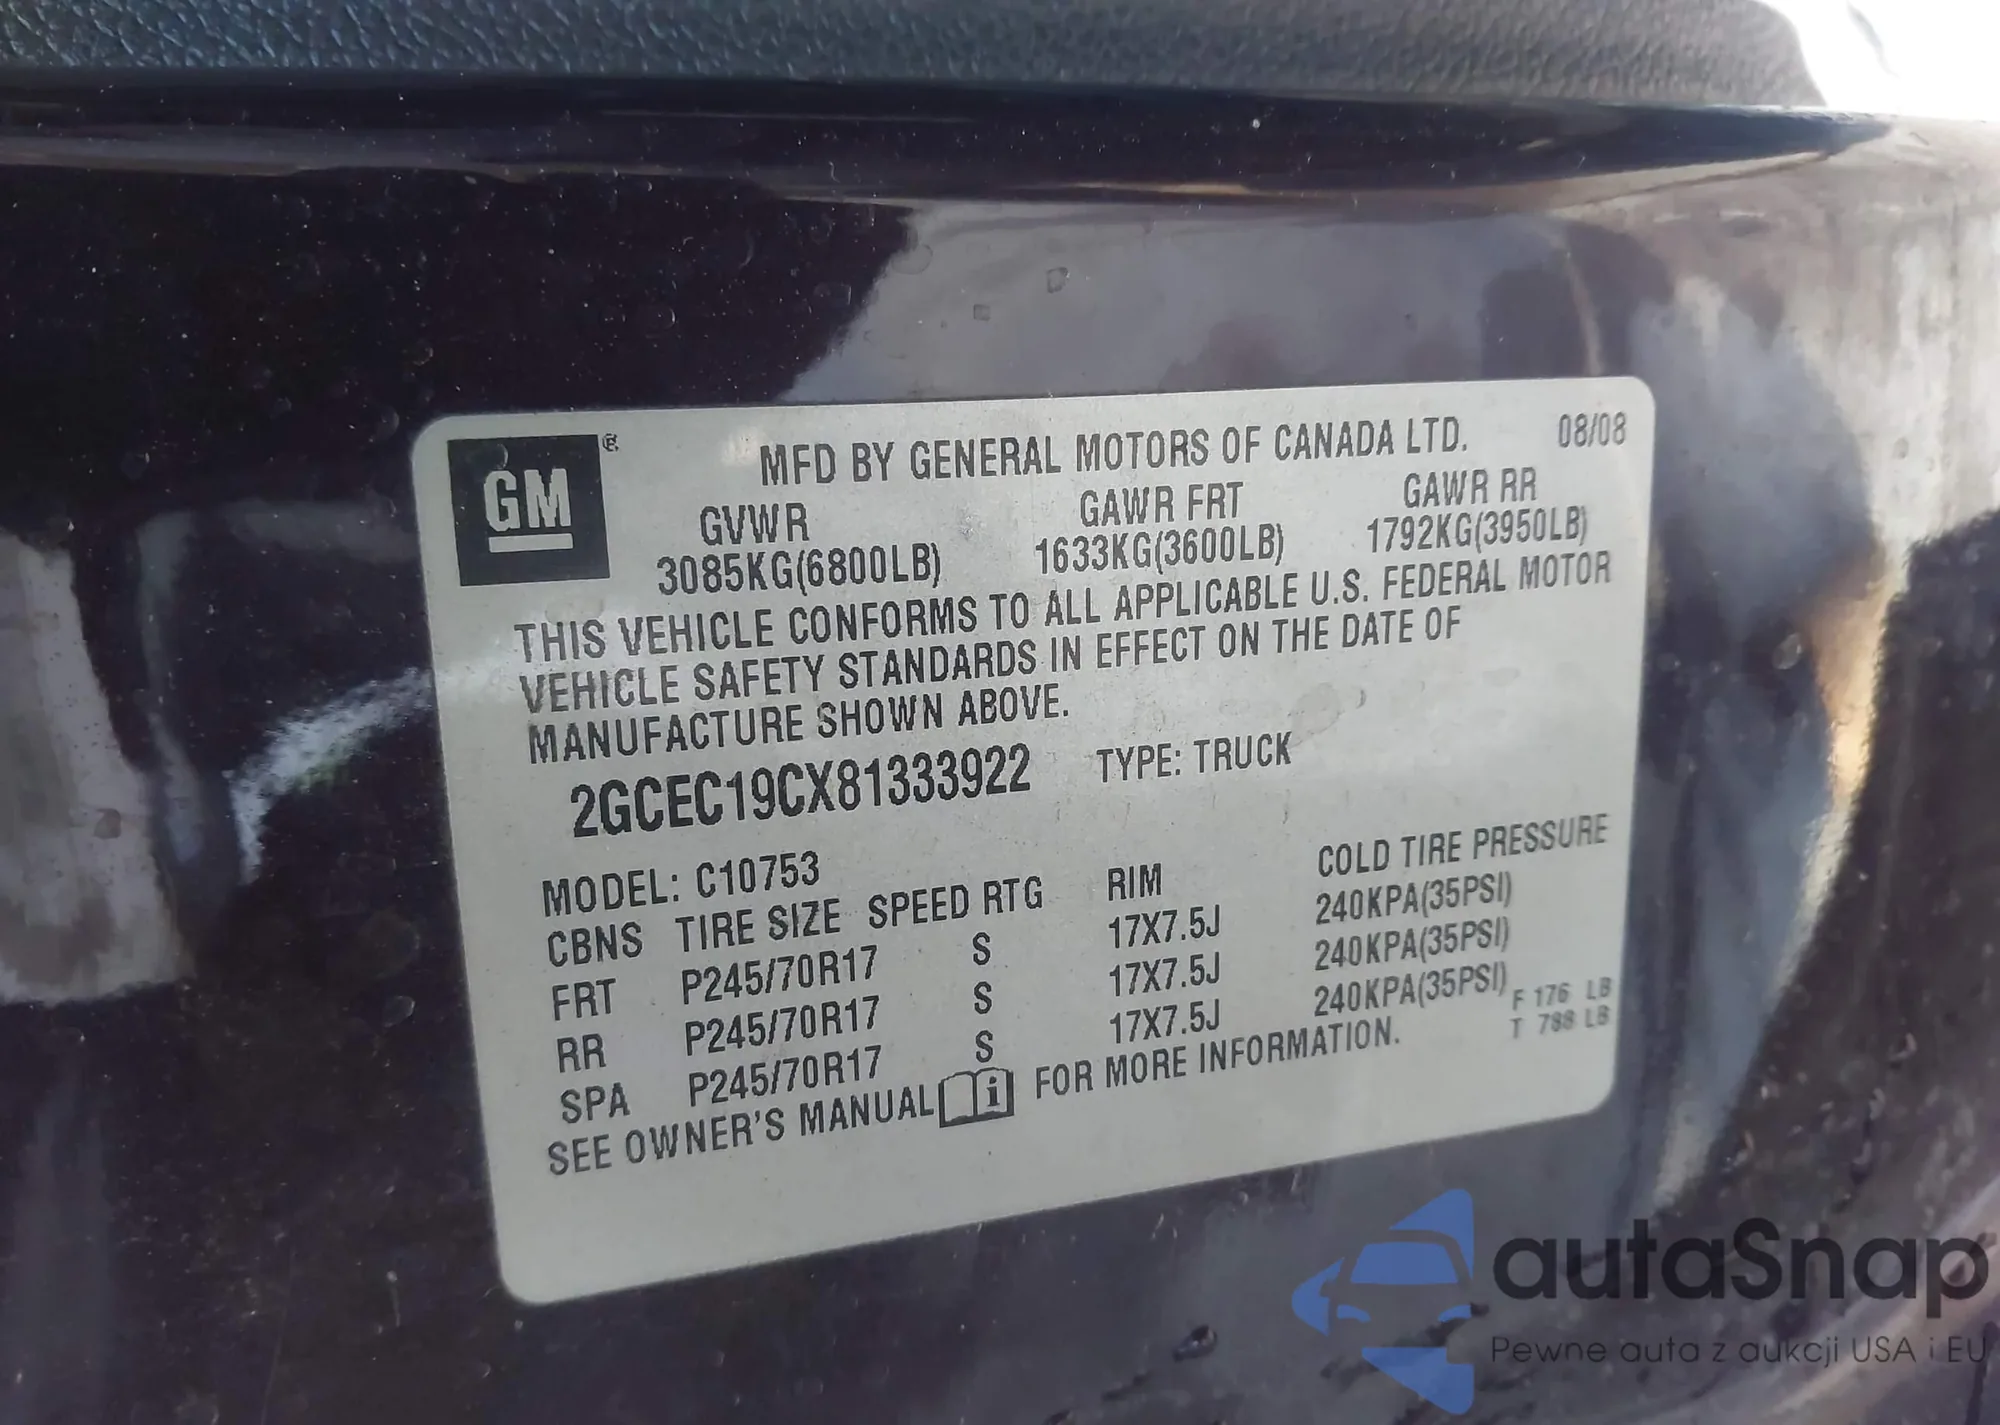 GM ®
MFD BY GENERAL MOTORS OF CANADA LTD. 08/08
GVWR GAWR FRT GAWR RR
3085KG(6800LB) 1633KG(3600LB) 1792KG(3950LB)
THIS VEHICLE CONFORMS TO ALL APPLICABLE U.S. FEDERAL MOTOR
VEHICLE SAFETY STANDARDS IN EFFECT ON THE DATE OF
MANUFACTURE SHOWN ABOVE.
2GCEC19CX81333922 TYPE: TRUCK
MODEL: C10753
CBNS TIRE SIZE SPEED RTG RIM COLD TIRE PRESSURE
FRT P245/70R17 S 17X7.5J 240KPA(35PSI)
RR P245/70R17 S 17X7.5J 240KPA(35PSI)
SPA P245/70R17 S 17X7.5J 240KPA(35PSI)
F 176 LB
T 788 LB
SEE OWNER'S MANUAL i FOR MORE INFORMATION.
autaSnap
Pewne auta z aukcji USA i EU